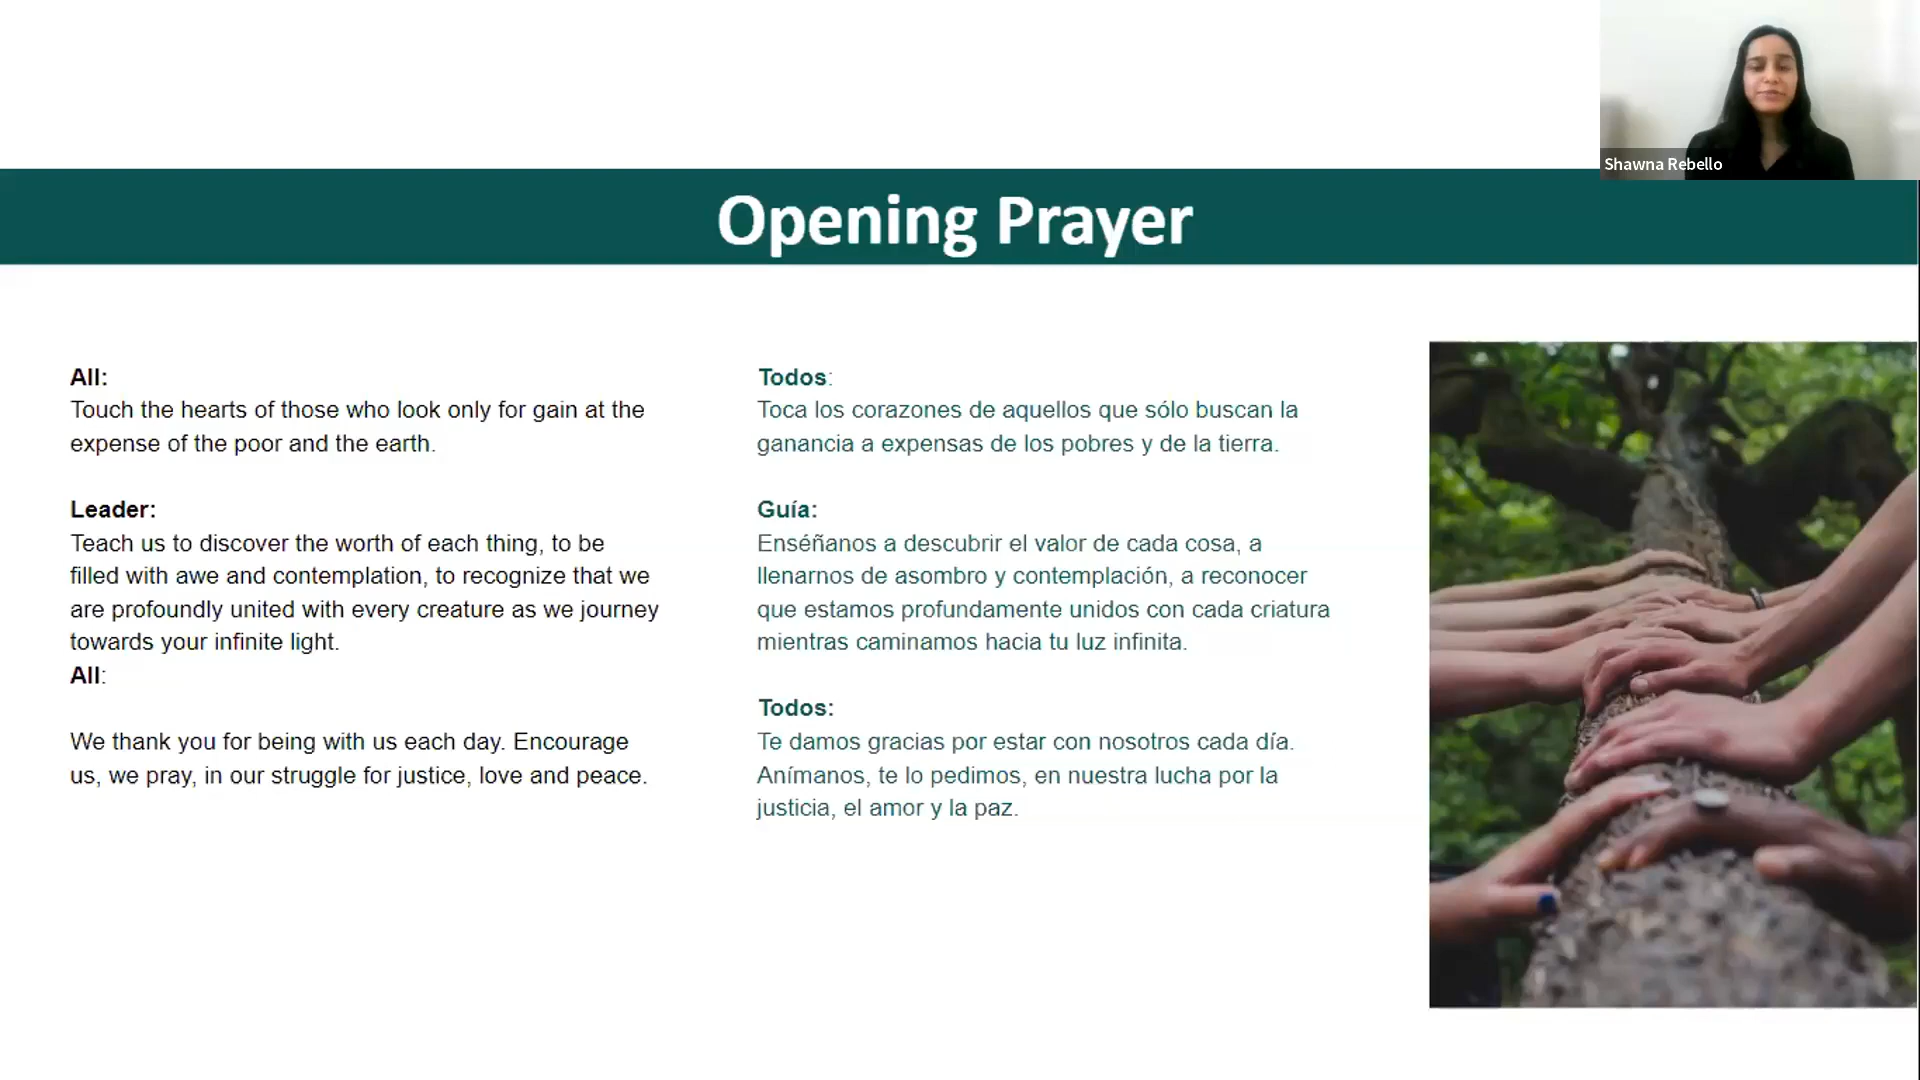 Shawna Rebello
Opening Prayer
All:
Touch the hearts of those who look only for gain at the
expense of the poor and the earth.
Leader:
Teach us to discover the worth of each thing, to be
filled with awe and contemplation, to recognize that we
are profoundly united with every creature as we journey
towards your infinite light.
All:
We thank you for being with us each day. Encourage
us, we pray, in our struggle for justice, love and peace.
Todos:
Toca los corazones de aquellos que sólo buscan la
ganancia a expensas de los pobres y de la tierra.
Guía:
Enséñanos a descubrir el valor de cada cosa, a
llenarnos de asombro y contemplación, a reconocer
que estamos profundamente unidos con cada criatura
mientras caminamos hacia tu luz infinita.
Todos:
Te damos gracias por estar con nosotros cada día.
Anímanos, te lo pedimos, en nuestra lucha por la
justicia, el amor y la paz.